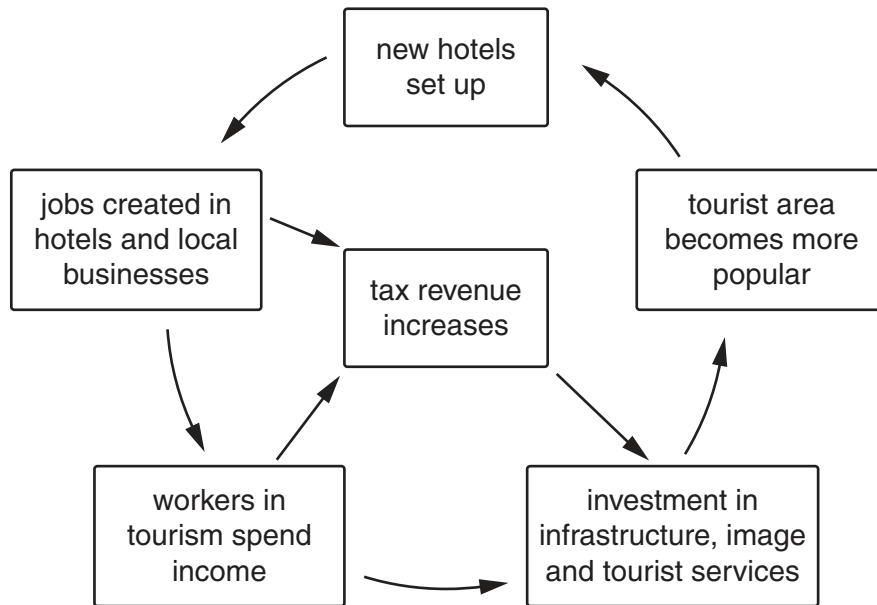 new hotels
set up
jobs created in
hotels and local
businesses
tourist area
becomes more
popular
tax revenue
increases
workers in
tourism spend
income
investment in
infrastructure, image
and tourist services